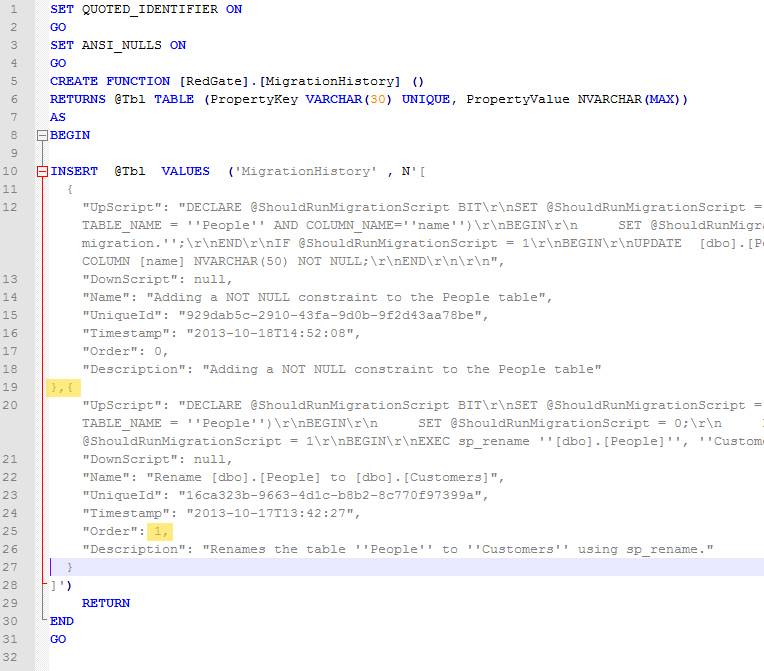 1 SET QUOTED_IDENTIFIER ON
2 GO
3 SET ANSI_NULLS ON
4 GO
5 CREATE FUNCTION [RedGate].[MigrationHistory] ()
6 RETURNS @Tbl TABLE (PropertyKey VARCHAR(30) UNIQUE, PropertyValue NVARCHAR(MAX))
7 AS
8 BEGIN
9
10 INSERT  @Tbl  VALUES  ('MigrationHistory' , N'[
11   {
12     "UpScript": "DECLARE @ShouldRunMigrationScript BIT\r\nSET @ShouldRunMigrationScript =
TABLE_NAME = ''People'' AND COLUMN_NAME=''name'')\r\nBEGIN\r\n     SET @ShouldRunMigra
migration.'';\r\nEND\r\nIF @ShouldRunMigrationScript = 1\r\nBEGIN\r\nUPDATE  [dbo].[Pe
COLUMN [name] NVARCHAR(50) NOT NULL;\r\nEND\r\n\r\n",
13     "DownScript": null,
14     "Name": "Adding a NOT NULL constraint to the People table",
15     "UniqueId": "929dab5c-2910-43fa-9d0b-9f2d43aa78be",
16     "Timestamp": "2013-10-18T14:52:08",
17     "Order": 0,
18     "Description": "Adding a NOT NULL constraint to the People table"
19 },{
20     "UpScript": "DECLARE @ShouldRunMigrationScript BIT\r\nSET @ShouldRunMigrationScript =
TABLE_NAME = ''People'')\r\nBEGIN\r\n     SET @ShouldRunMigrationScript = 0;\r\n
@ShouldRunMigrationScript = 1\r\nBEGIN\r\nEXEC sp_rename ''[dbo].[People]'', ''Custome
21     "DownScript": null,
22     "Name": "Rename [dbo].[People] to [dbo].[Customers]",
23     "UniqueId": "16ca323b-9663-4d1c-b8b2-8c770f97399a",
24     "Timestamp": "2013-10-17T13:42:27",
25     "Order": 1,
26     "Description": "Renames the table ''People'' to ''Customers'' using sp_rename."
27   }
28 ]')
29     RETURN
30 END
31 GO
32